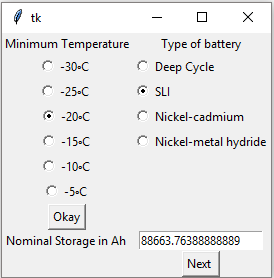 tk
Minimum Temperature Type of battery
-30∘C Deep Cycle
-25∘C SLI
-20∘C Nickel-cadmium
-15∘C Nickel-metal hydride
-10∘C
-5∘C
Okay
Nominal Storage in Ah 88663.76388888889
Next